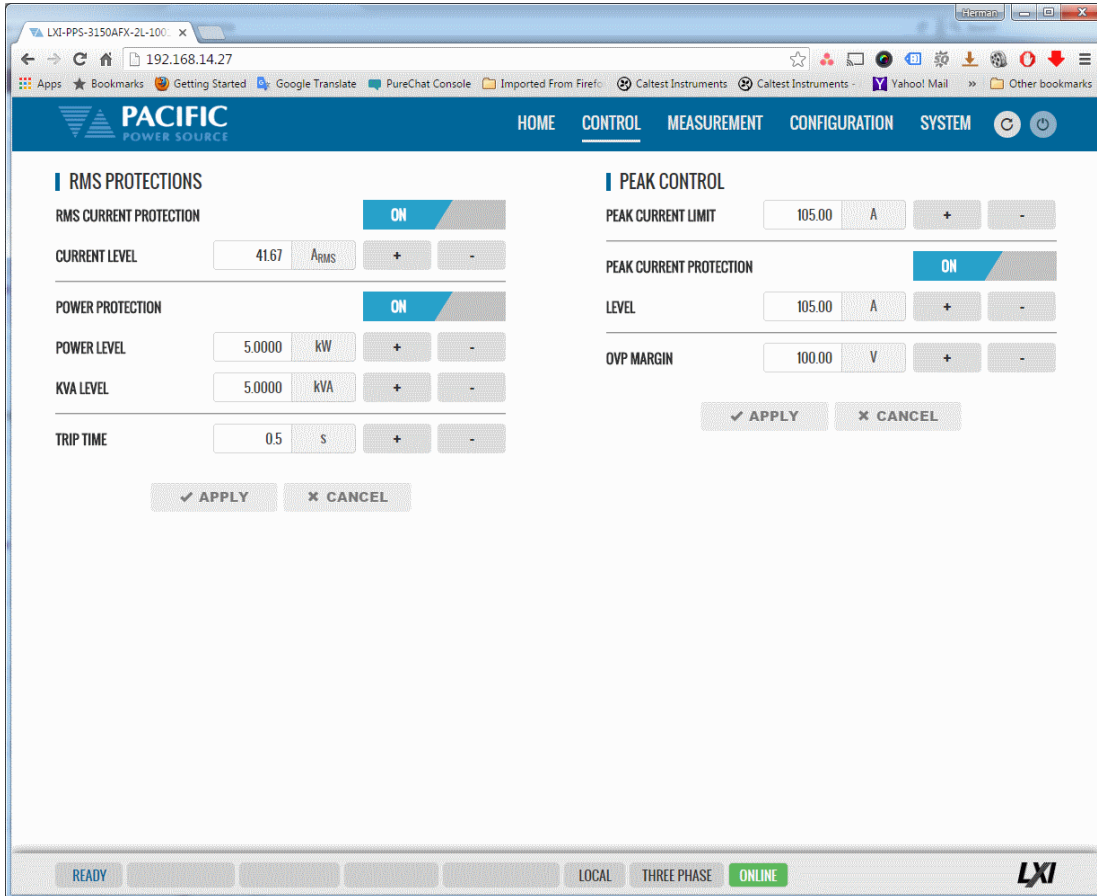 Herman
LXI-PPS-3150AFX-2L-100
192.168.14.27
Apps Bookmarks Getting Started Google Translate PureChat Console Imported From Firefo Caltest Instruments Caltest Instruments - Yahoo! Mail » Other bookmarks
PACIFIC
POWER SOURCE
HOME CONTROL MEASUREMENT CONFIGURATION SYSTEM
RMS PROTECTIONS
RMS CURRENT PROTECTION ON
CURRENT LEVEL 41.67 ARMS + -
POWER PROTECTION ON
POWER LEVEL 5.0000 kW + -
KVA LEVEL 5.0000 kVA + -
TRIP TIME 0.5 s + -
✔ APPLY ✖ CANCEL
PEAK CONTROL
PEAK CURRENT LIMIT 105.00 A + -
PEAK CURRENT PROTECTION ON
LEVEL 105.00 A + -
OVP MARGIN 100.00 V + -
✔ APPLY ✖ CANCEL
READY LOCAL THREE PHASE ONLINE LXI